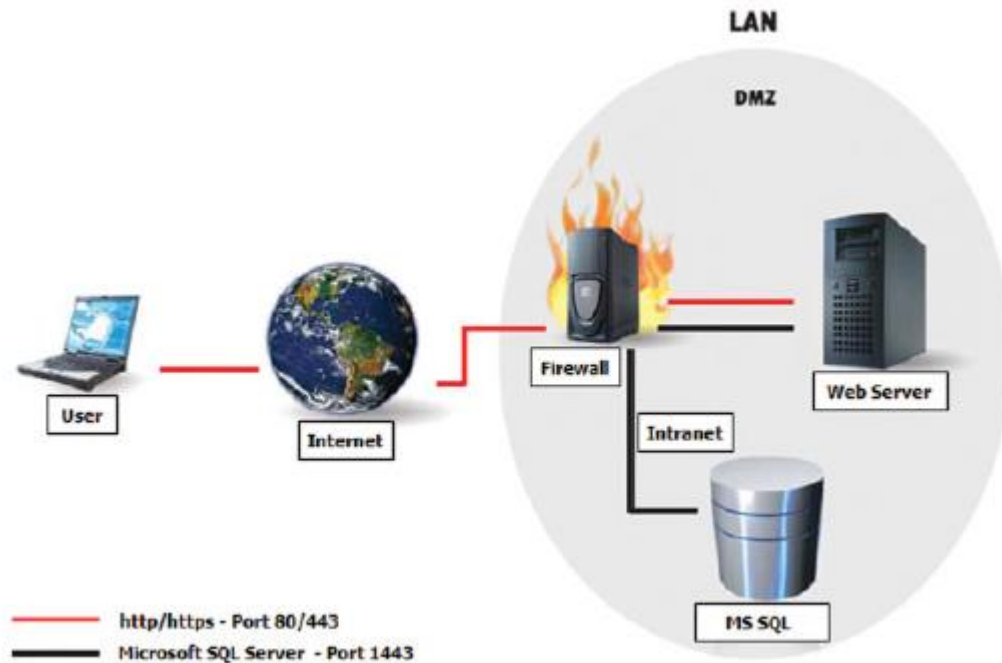 LAN
DMZ
Firewall
Web Server
User
Internet
Intranet
MS SQL
http/https - Port 80/443
Microsoft SQL Server - Port 1443